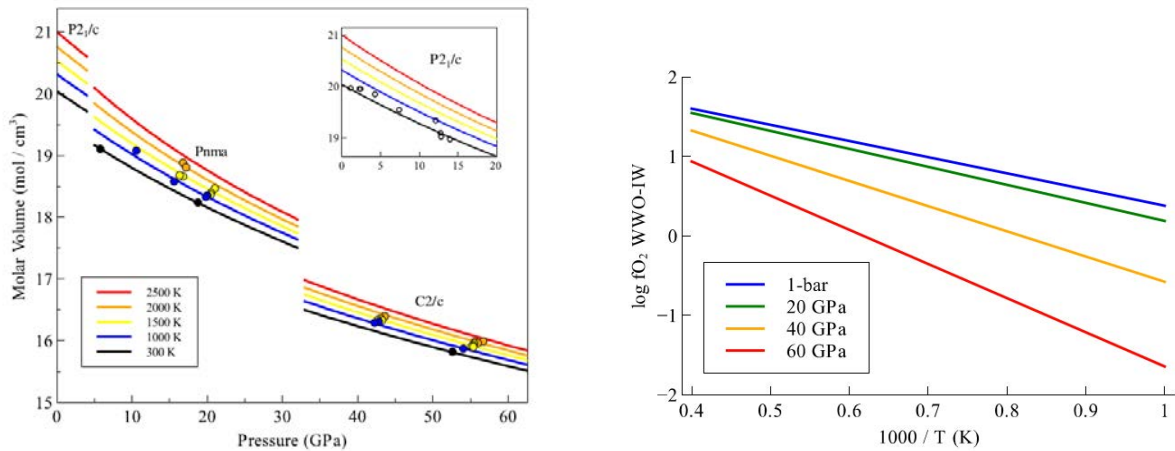 P2₁/c
Pnma
C2/c
2500 K
2000 K
1500 K
1000 K
300 K
Molar Volume (mol / cm³)
21
20
19
18
17
16
15
0
10
20
30
40
50
60
Pressure (GPa)
P2₁/c
21
20
19
0
5
10
15
20
log fO₂ WWO-IW
2
1
0
−1
−2
1-bar
20 GPa
40 GPa
60 GPa
0.4
0.5
0.6
0.7
0.8
0.9
1
1000 / T (K)